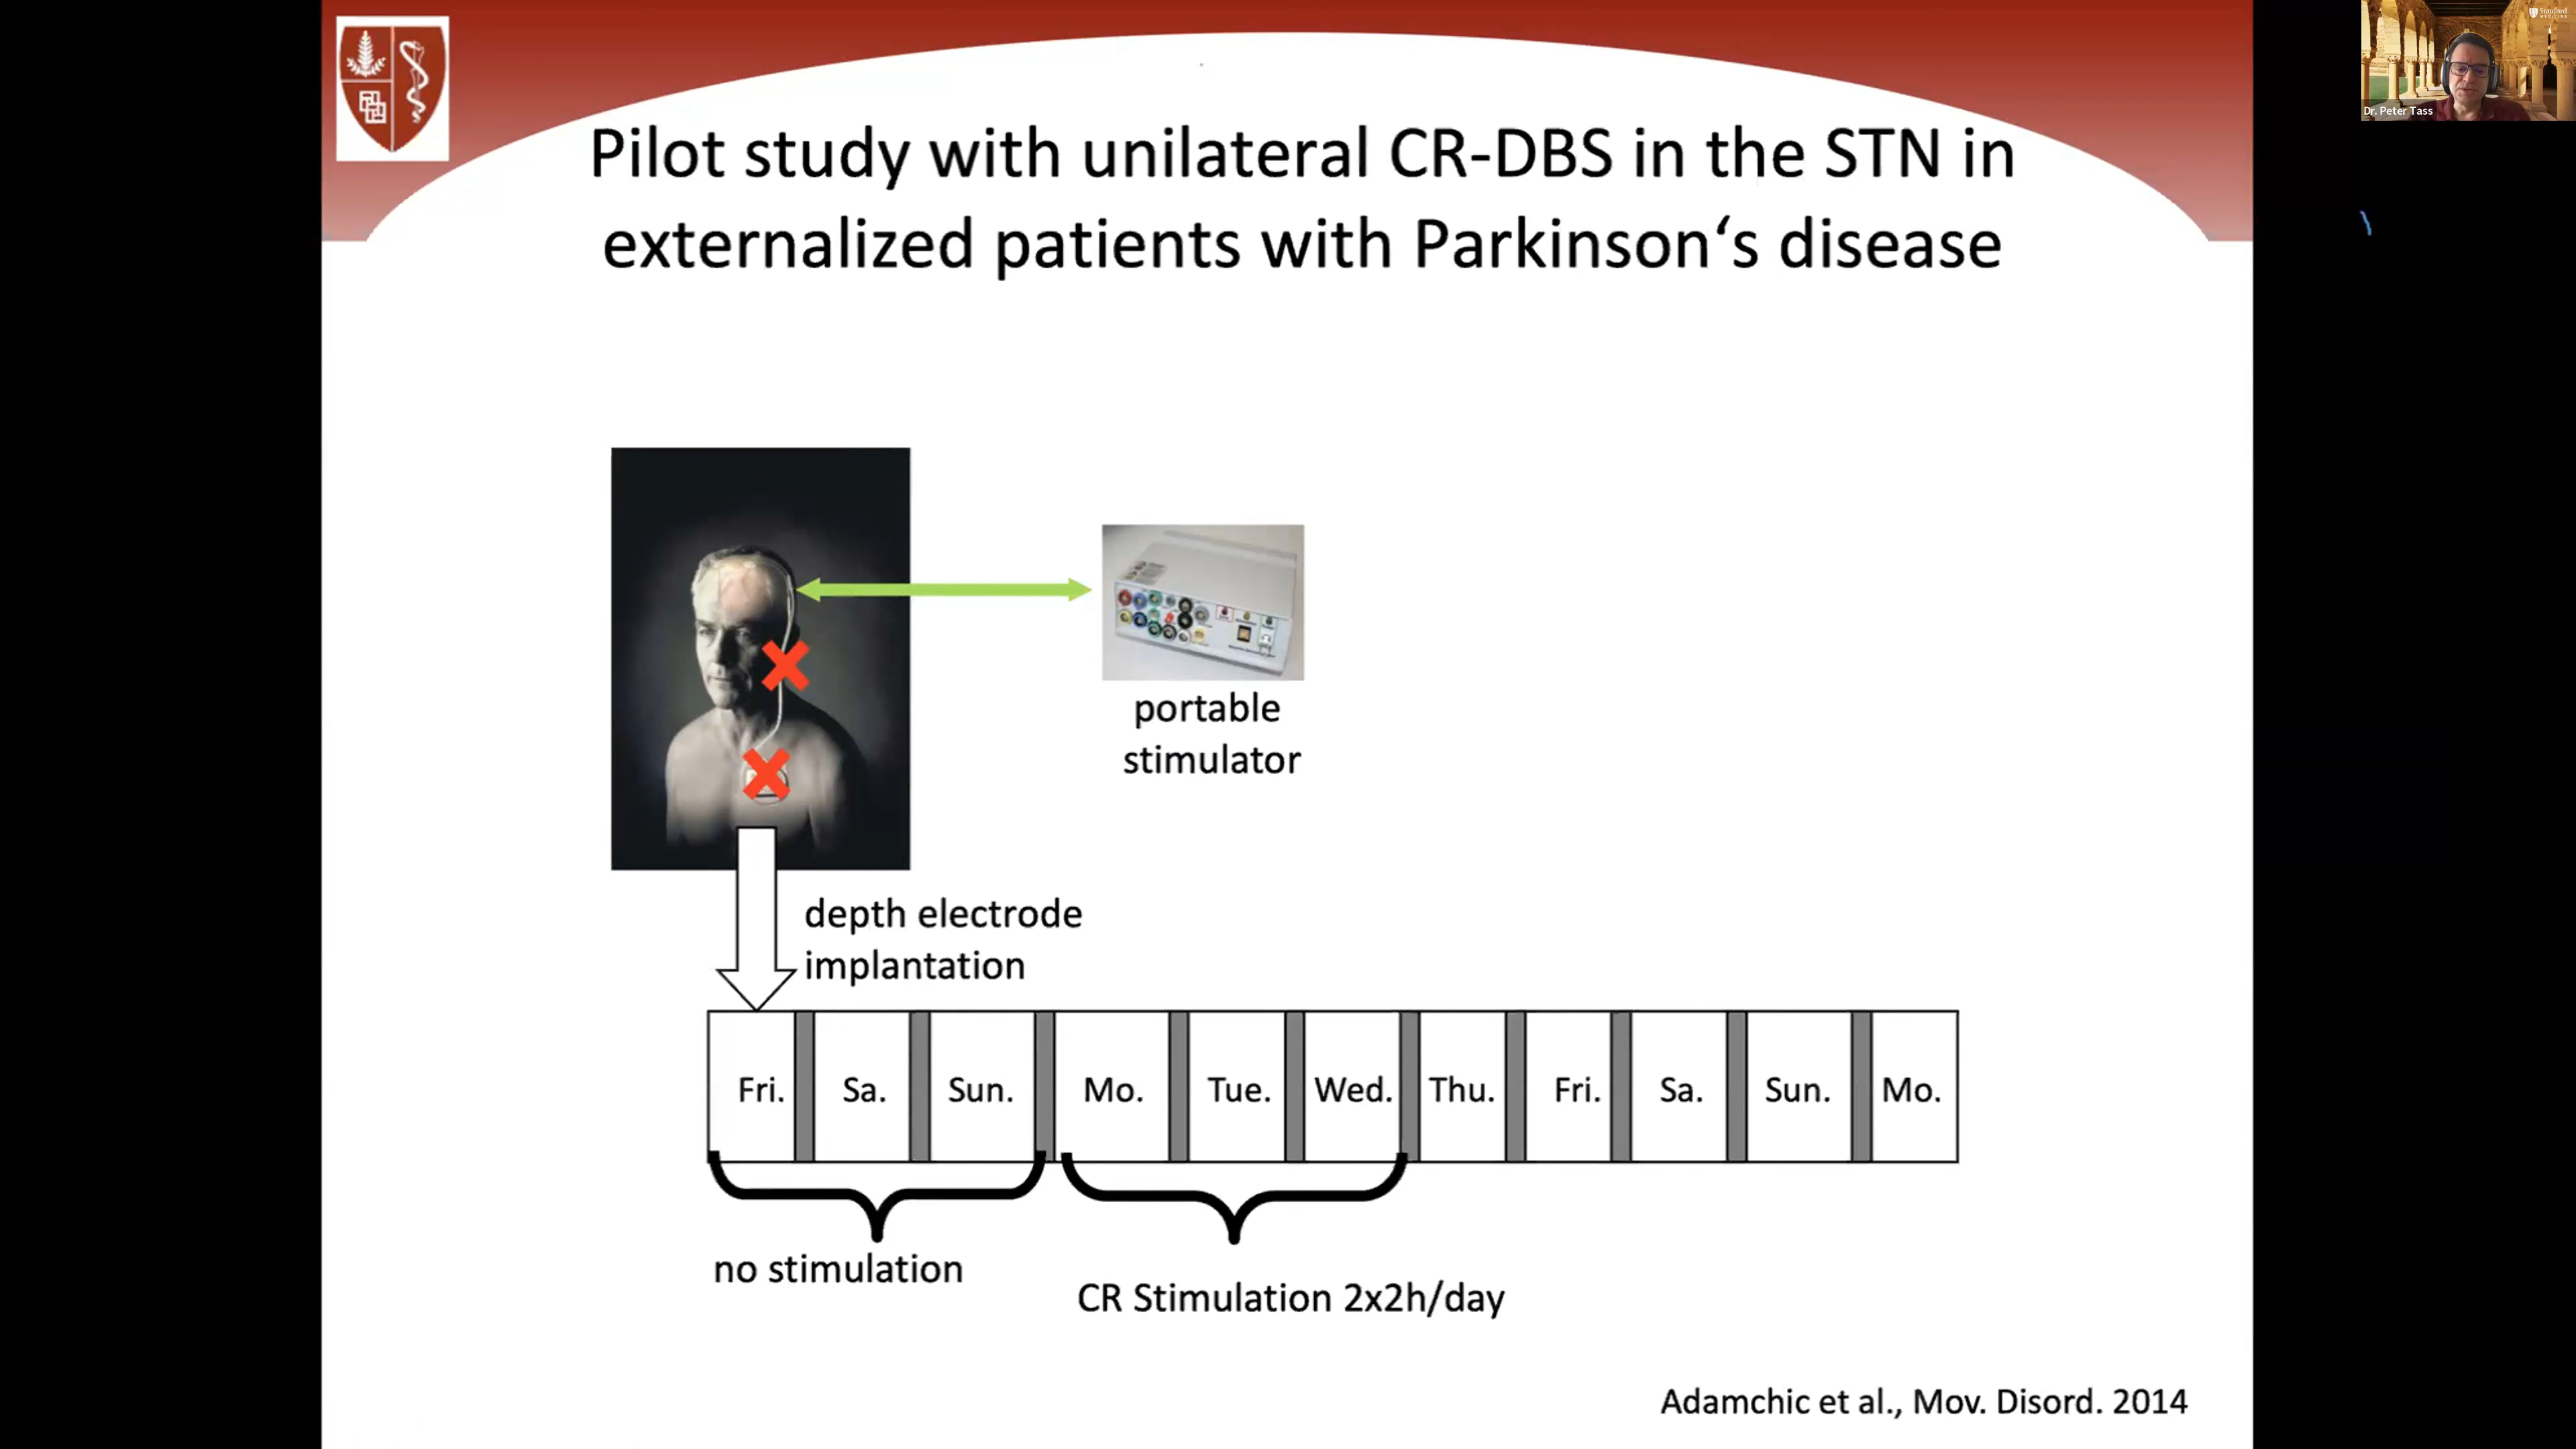 Stanford
MEDICINE
Dr. Peter Tass
Pilot study with unilateral CR-DBS in the STN in
externalized patients with Parkinson‘s disease
portable
stimulator
depth electrode
implantation
Fri. Sa. Sun. Mo. Tue. Wed. Thu. Fri. Sa. Sun. Mo.
no stimulation
CR Stimulation 2x2h/day
Adamchic et al., Mov. Disord. 2014